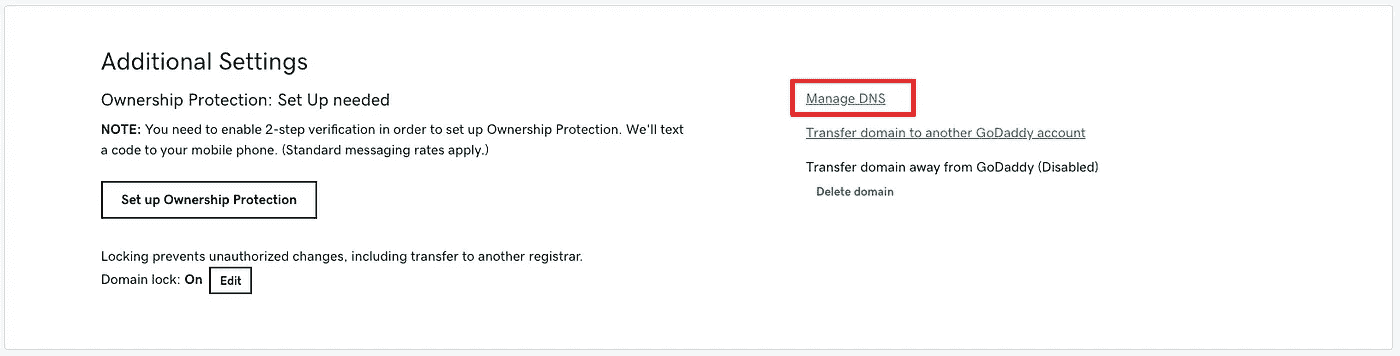 Additional Settings
Ownership Protection: Set Up needed
NOTE: You need to enable 2-step verification in order to set up Ownership Protection. We'll text
a code to your mobile phone. (Standard messaging rates apply.)
Set up Ownership Protection
Locking prevents unauthorized changes, including transfer to another registrar.
Domain lock: On Edit
Manage DNS
Transfer domain to another GoDaddy account
Transfer domain away from GoDaddy (Disabled)
Delete domain